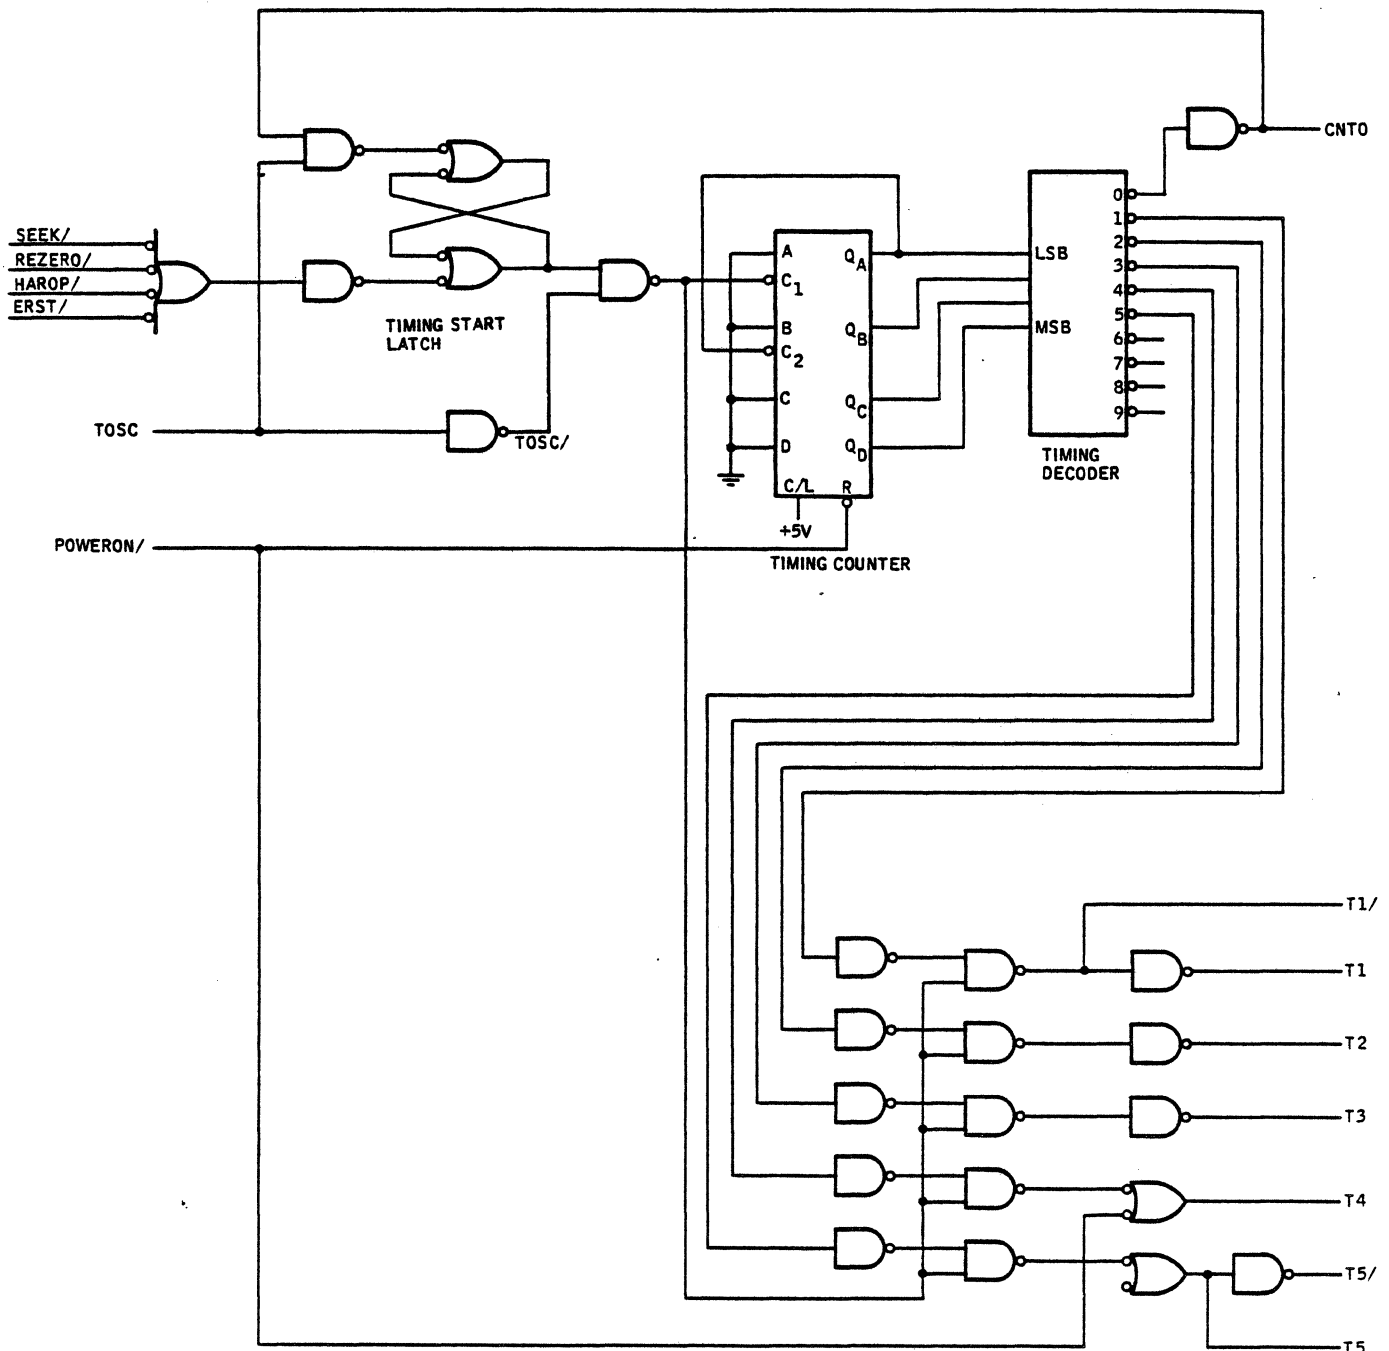 CNTO
SEEK/
REZERO/
HAROP/
ERST/
TIMING START
LATCH
TOSC
TOSC/
POWERON/
A
C1
B
C2
C
D
QA
QB
QC
QD
C/L
R
+5V
TIMING COUNTER
LSB
MSB
0
1
2
3
4
5
6
7
8
9
TIMING
DECODER
T1/
T1
T2
T3
T4
T5/
T5